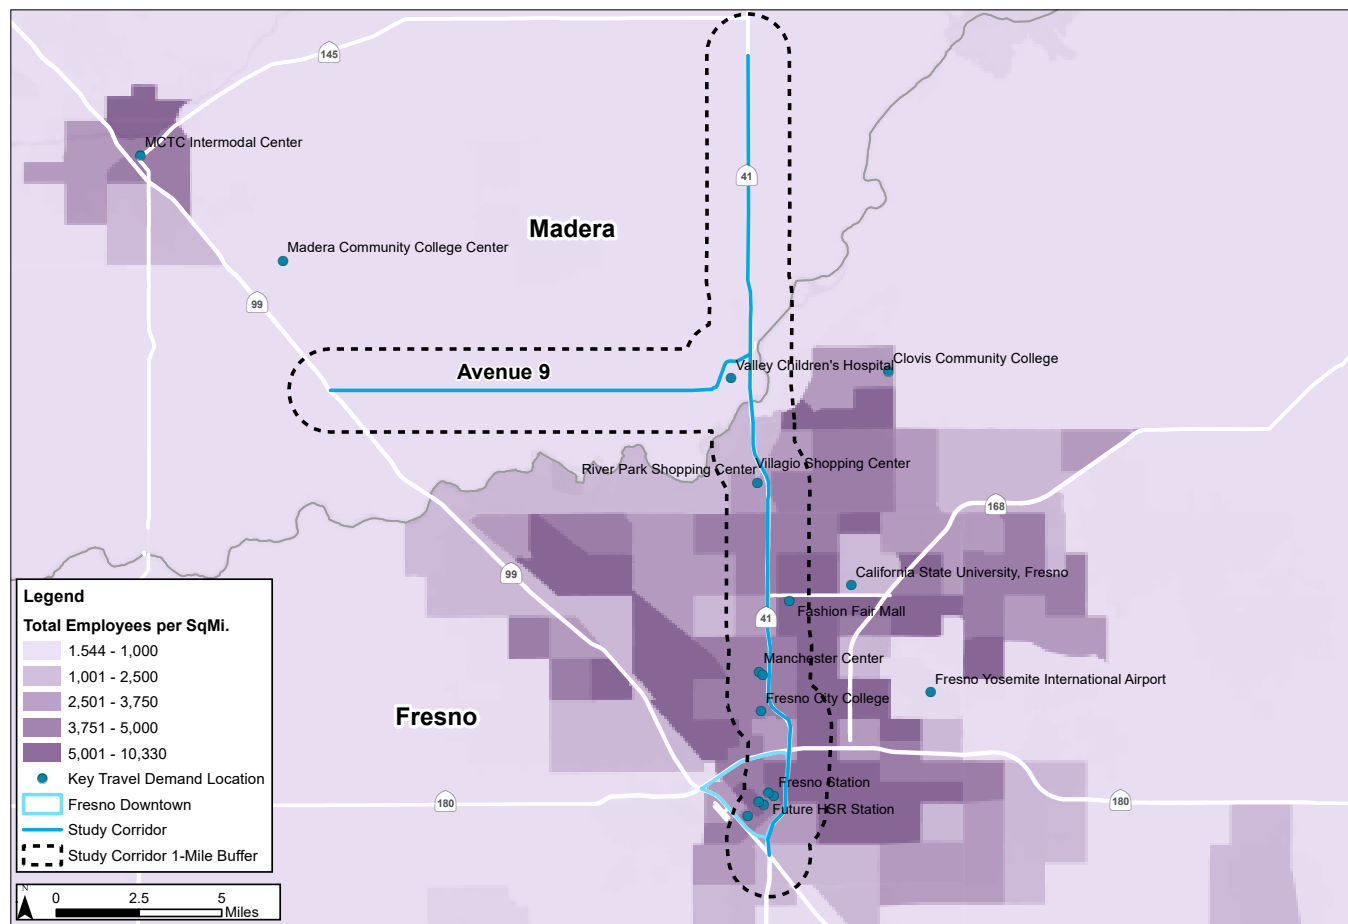 145
MCTC Intermodal Center
41
Madera
Madera Community College Center
99
Avenue 9
Valley Children's Hospital
Clovis Community College
River Park Shopping Center
Villagio Shopping Center
168
99
California State University, Fresno
Fashion Fair Mall
41
Manchester Center
Fresno Yosemite International Airport
Fresno City College
Fresno
Fresno Station
180
180
Future HSR Station
Legend
Total Employees per SqMi.
1.544 - 1,000
1,001 - 2,500
2,501 - 3,750
3,751 - 5,000
5,001 - 10,330
Key Travel Demand Location
Fresno Downtown
Study Corridor
Study Corridor 1-Mile Buffer
N
0 2.5 5
Miles